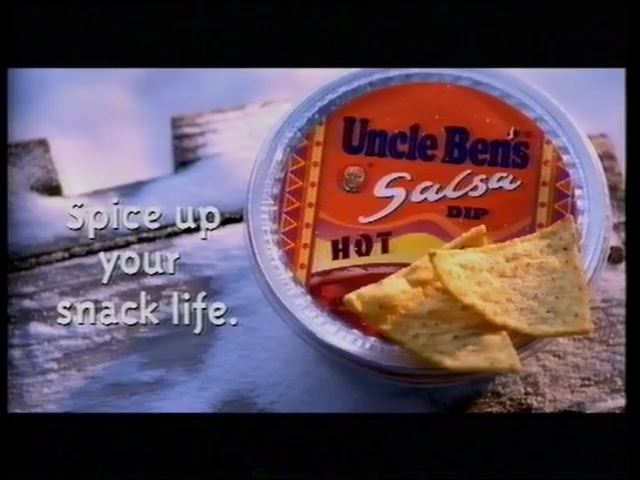 Spice up
your
snack life.
Uncle Ben's
Salsa
DIP
HOT